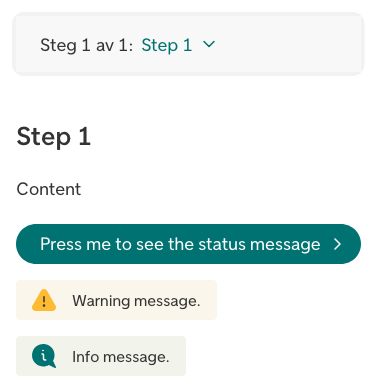 Steg 1 av 1: Step 1
Step 1
Content
Press me to see the status message
Warning message.
Info message.